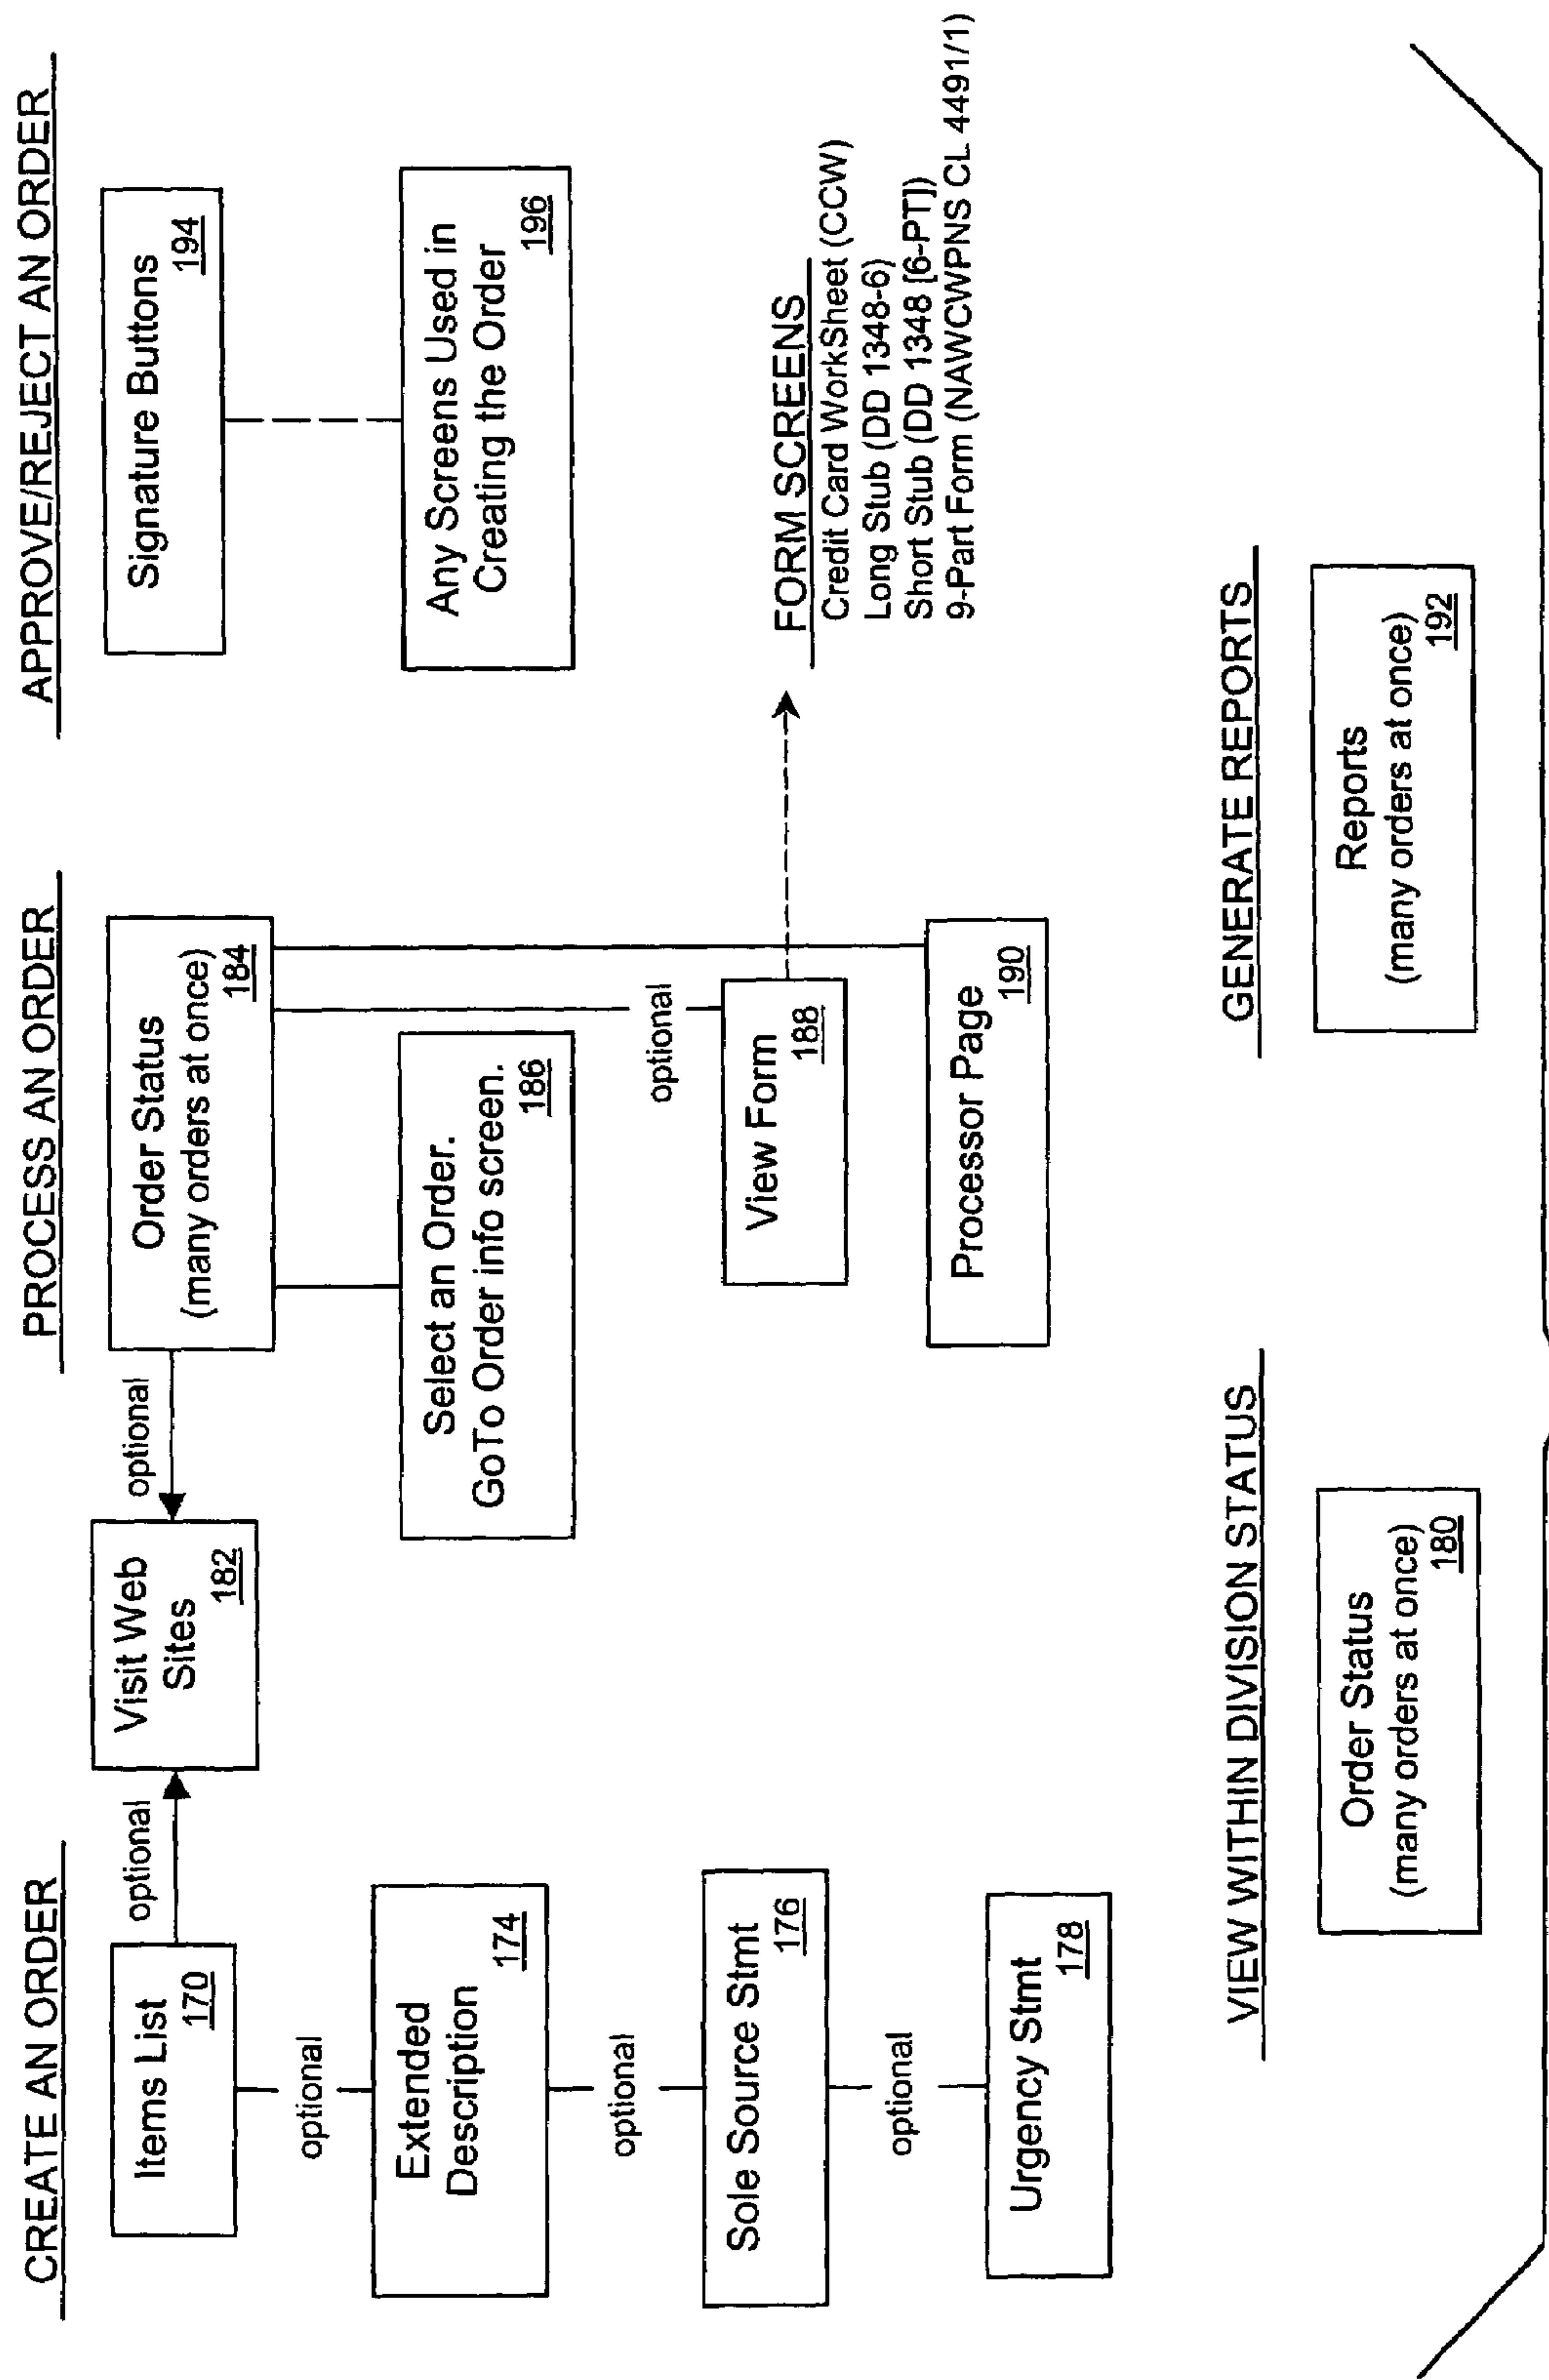 CREATE AN ORDER
Items List
170
optional
optional
Extended
Description
174
optional
Sole Source Stmt
176
optional
Urgency Stmt
178
Visit Web
Sites
182
optional
PROCESS AN ORDER
Order Status
(many orders at once)
184
Select an Order.
GoTo Order info screen.
186
optional
View Form
188
Processor Page
190
APPROVE/REJECT AN ORDER
Signature Buttons
194
Any Screens Used in
Creating the Order
196
FORM SCREENS
Credit Card WorkSheet (CCW)
Long Stub (DD 1348-6)
Short Stub (DD 1348 [6-PT])
9-Part Form (NAWCWPNS CL 4491/1)
VIEW WITHIN DIVISION STATUS
Order Status
(many orders at once)
180
GENERATE REPORTS
Reports
(many orders at once)
192